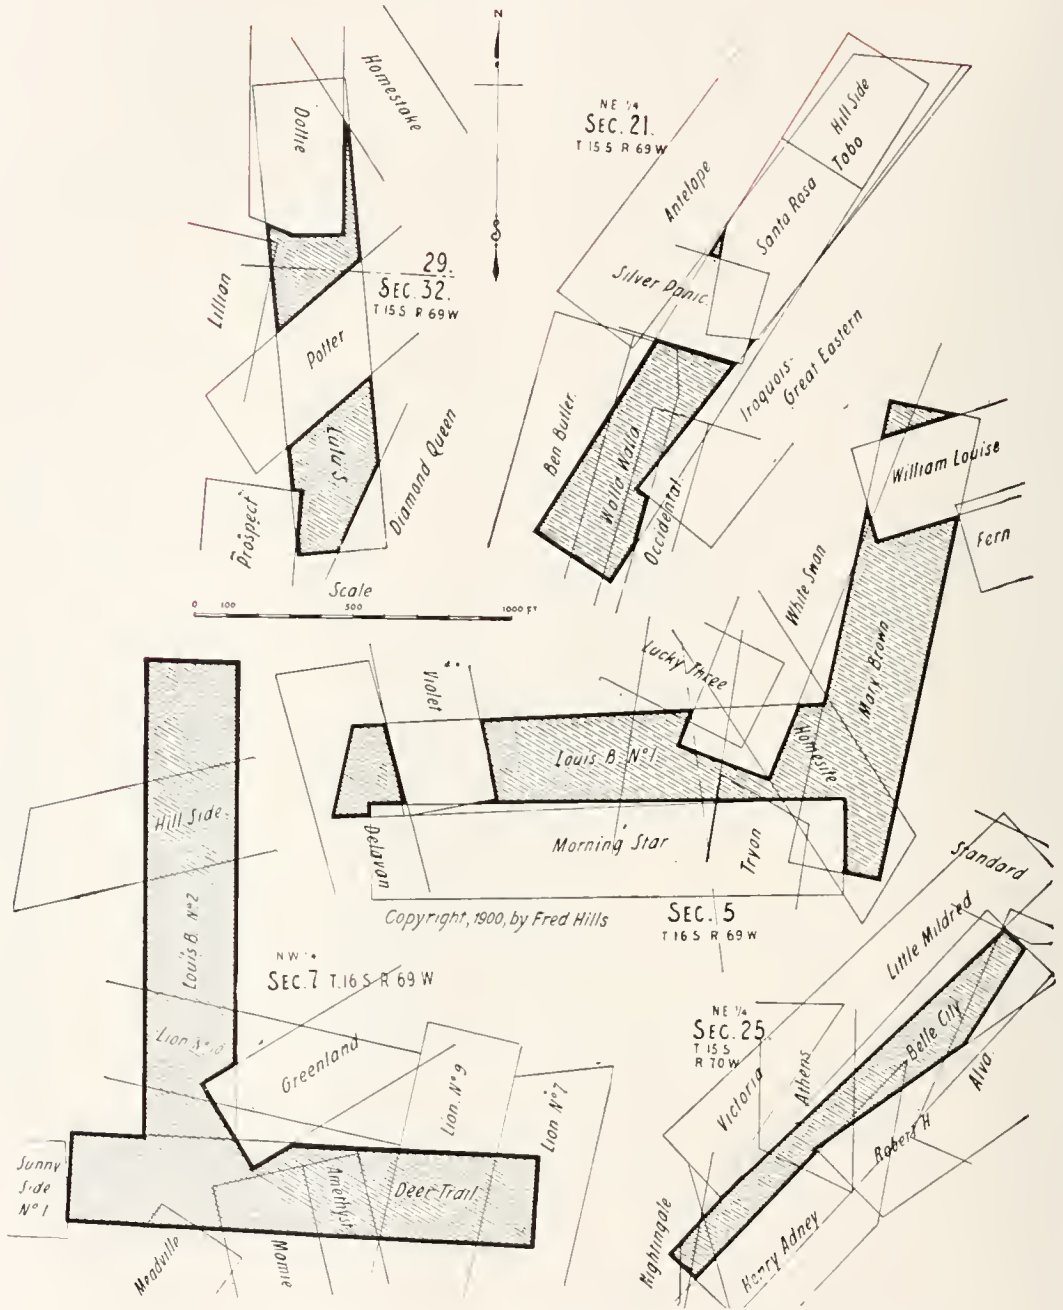 N
Homestake
Dollie
NE 1/4
SEC. 21.
T 15 S R 69 W
Hill Side
Tobo
Antelope
Santa Rosa
S
29.
SEC. 32.
T 15 S R 69 W
Lillian
Silver Danic.
Potter
Iraquois-
Great Eastern
Ben Butler.
Walla Walla
Occidental
Lulu S.
Diamond Queen
Prospect
William Louise
Fern
Scale
0 100 500 1000 FT
White Swan
Mark Brown
Lucky Three
Violet
Louis B. Nº 1
Homesite
Delavan
Morning Star
Tryon
Hill Side.
Louis B. Nº 2
Copyright, 1900, by Fred Hills
SEC. 5
T 16 S R 69 W
Standard
Little Mildred
NW
SEC. 7 T. 16 S R 69 W
NE 1/4
SEC. 25.
T 15 S
R 70 W
Belle City
Alva.
Athens
Victoria
Robert H
Greenland
Lion. Nº 9
Lion Nº 7
Sunny
Side
Nº 1
Amethyst
Deer Trail.
Meadville
Mamie
Nightingale
Henry Adney